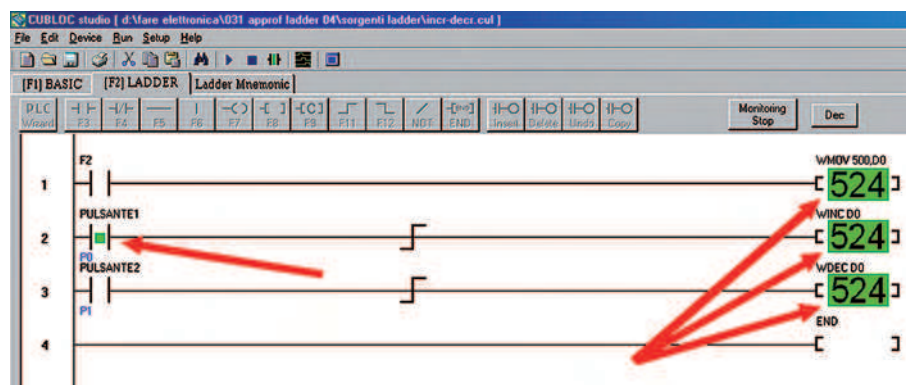 CUBLOC studio [ d:\fare elettronica\031 approf ladder 04\sorgenti ladder\incr-decr.cul ]
File Edit Device Run Setup Help
[F1] BASIC [F2] LADDER Ladder Mnemonic
PLC Wizard F3 F4 F5 F6 F7 F8 [C] F9 F11 F12 NOT [END] END Insert Delete Undo Copy Monitoring Stop Dec
F2 WMOV 500,D0
1 524
PULSANTE1 WINC D0
2 524
P0
PULSANTE2 WDEC D0
3 524
P1
END
4